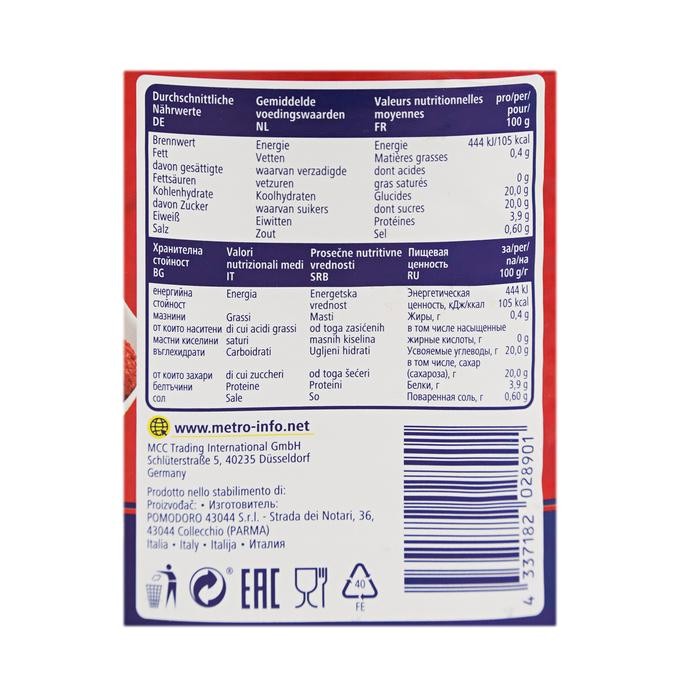 Durchschnittliche
Nährwerte
DE
Gemiddelde
voedingswaarden
NL
Valeurs nutritionnelles
moyennes
FR
pro/per/
pour/
100 g
Brennwert Energie Energie 444 kJ/105 kcal
Fett Vetten Matières grasses 0,4 g
davon gesättigte waarvan verzadigde dont acides
Fettsäuren vetzuren gras saturés 0 g
Kohlenhydrate Koolhydraten Glucides 20,0 g
davon Zucker waarvan suikers dont sucres 20,0 g
Eiweiß Eiwitten Protéines 3,9 g
Salz Zout Sel 0,60 g
Хранителна
стойност
BG
Valori
nutrizionali medi
IT
Prosečne nutritivne
vrednosti
SRB
Пищевая
ценность
RU
за/per/
na/на
100 g/г
енергийна Energia Energetska Энергетическая 444 kJ
стойност vrednost ценность, кДж/ккал 105 kcal
мазнини Grassi Masti Жиры, г 0,4 g
от които наситени di cui acidi grassi od toga zasićenih в том числе насыщенные
мастни киселини saturi masnih kiselina жирные кислоты, г 0 g
въглехидрати Carboidrati Ugljeni hidrati Усвояемые углеводы, г 20,0 g
в том числе, сахар
от които захари di cui zuccheri od toga šećeri (сахароза), г 20,0 g
белтъчини Proteine Proteini Белки, г 3,9 g
сол Sale So Поваренная соль, г 0,60 g
www.metro-info.net
MCC Trading International GmbH
Schlüterstraße 5, 40235 Düsseldorf
Germany
Prodotto nello stabilimento di:
Proizvođač: • Изготовитель:
POMODORO 43044 S.r.l. - Strada dei Notari, 36,
43044 Collecchio (PARMA)
Italia • Italy • Italija • Италия
4 337182 028901
®
EAC
40
FE